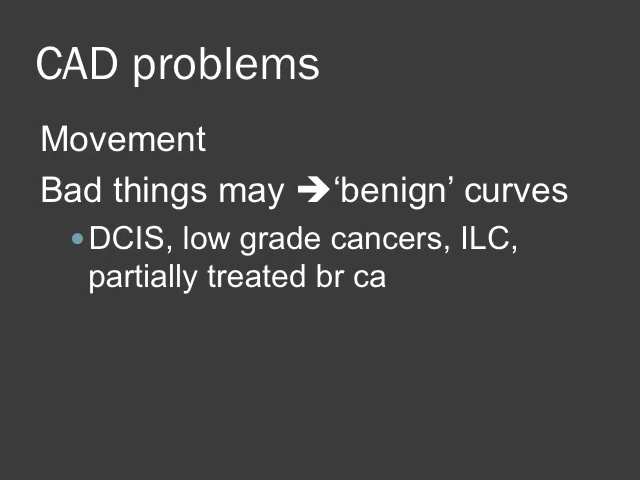 CAD problems
Movement
Bad things may ➔‘benign’ curves
•DCIS, low grade cancers, ILC,
partially treated br ca